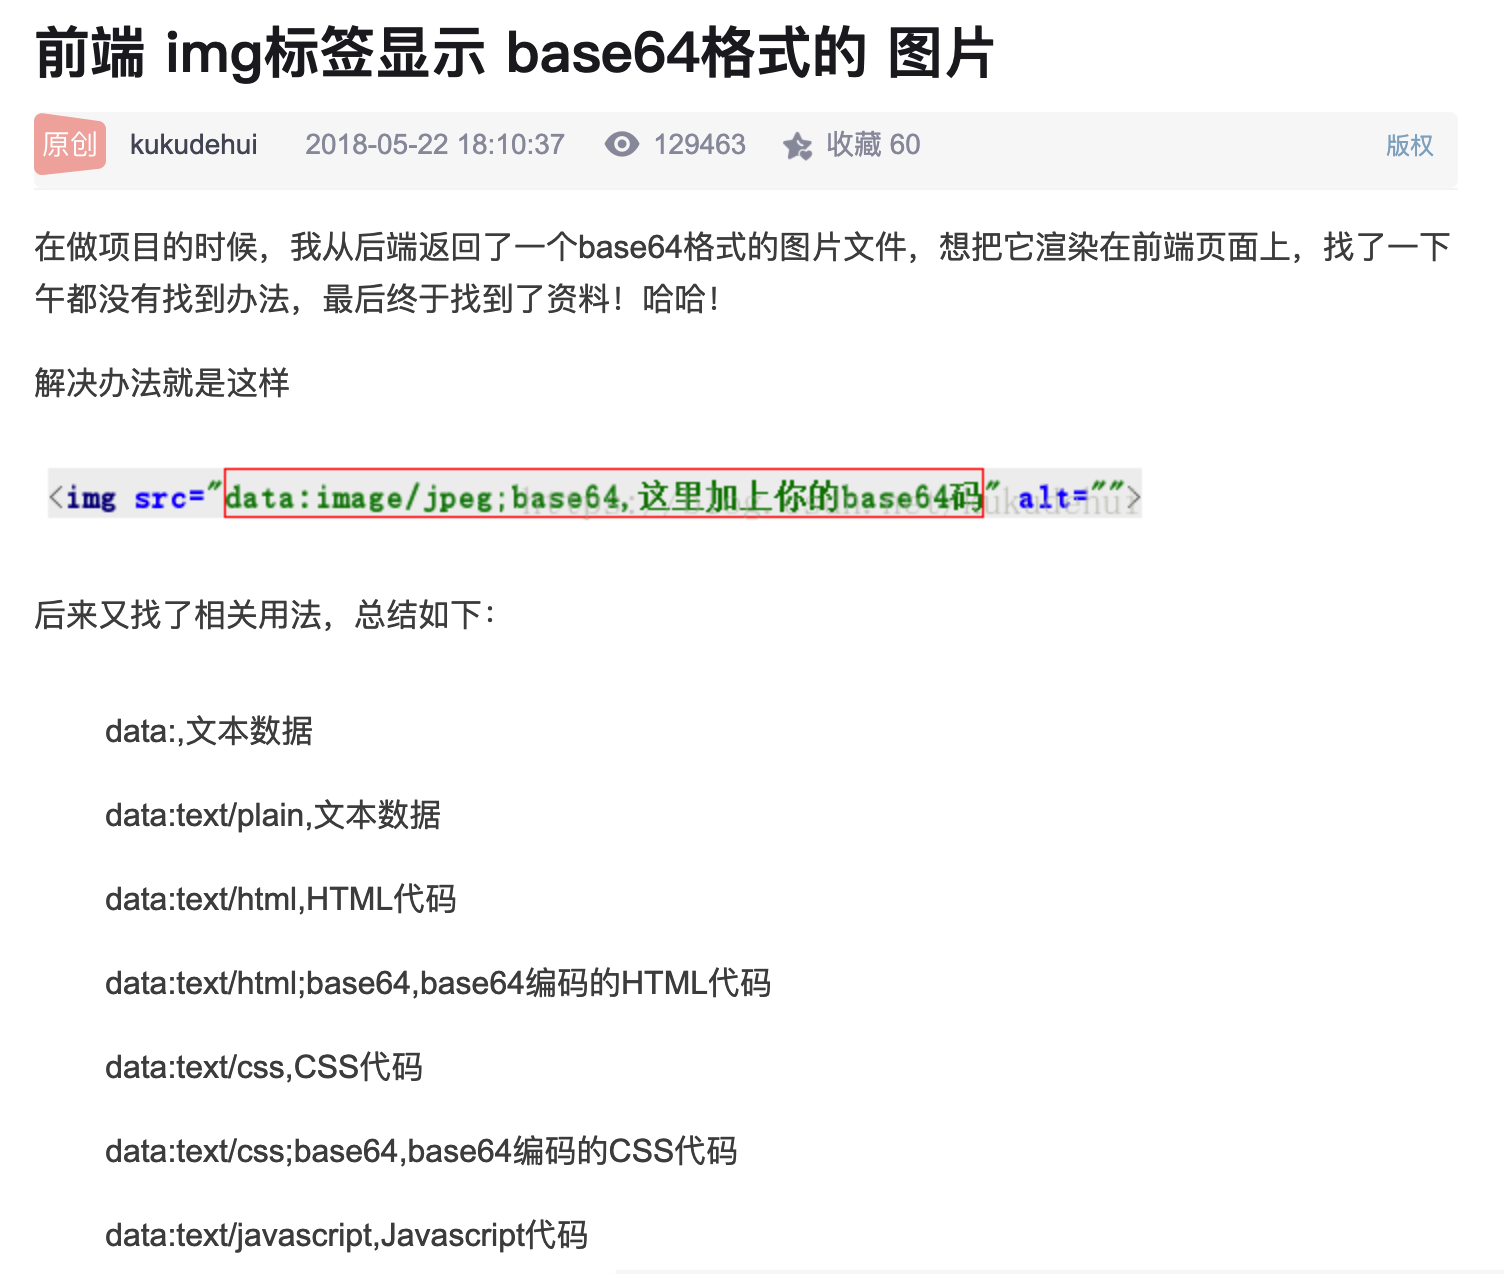 前端 img标签显示 base64格式的 图片
原创 kukudehui 2018-05-22 18:10:37 129463 收藏 60 版权
在做项目的时候，我从后端返回了一个base64格式的图片文件，想把它渲染在前端页面上，找了一下
午都没有找到办法，最后终于找到了资料！哈哈！
解决办法就是这样
<img src="data:image/jpeg;base64,这里加上你的base64码" alt="">
后来又找了相关用法，总结如下：
data:,文本数据
data:text/plain,文本数据
data:text/html,HTML代码
data:text/html;base64,base64编码的HTML代码
data:text/css,CSS代码
data:text/css;base64,base64编码的CSS代码
data:text/javascript,Javascript代码